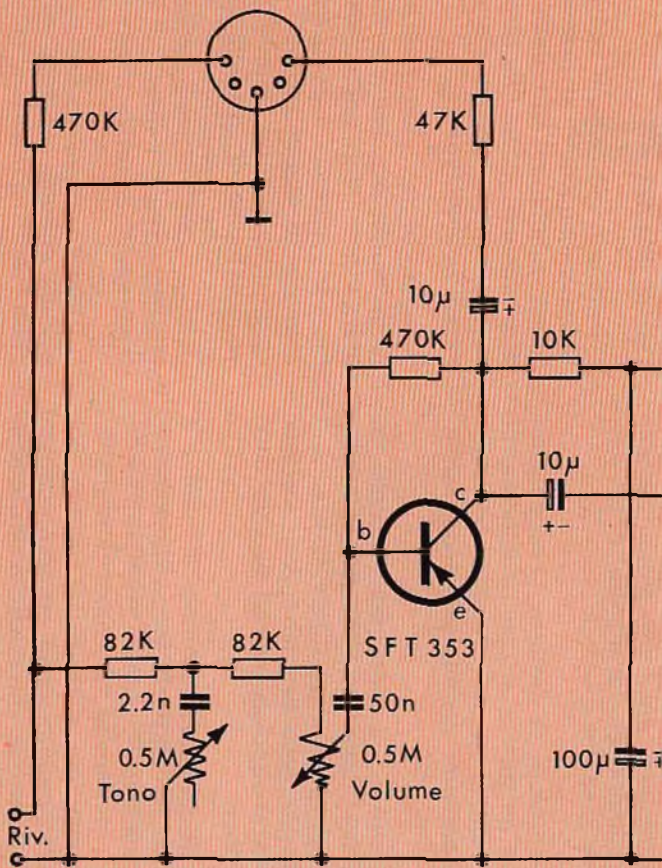 470K
47K
10μ
- +
470K
10K
10μ
+-
c
b
e
SFT 353
82K
82K
2.2n
50n
0.5M
Tono
0.5M
Volume
100μ
- +
Riv.